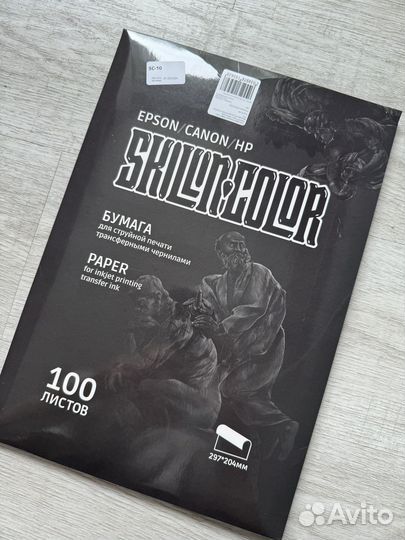 SC-10
EPSON/CANON/HP
SKILUN·COLOR
БУМАГА
для струйной печати
трансферными чернилами
PAPER
for inkjet printing
transfer ink
100
ЛИСТОВ
297*204мм
Avito